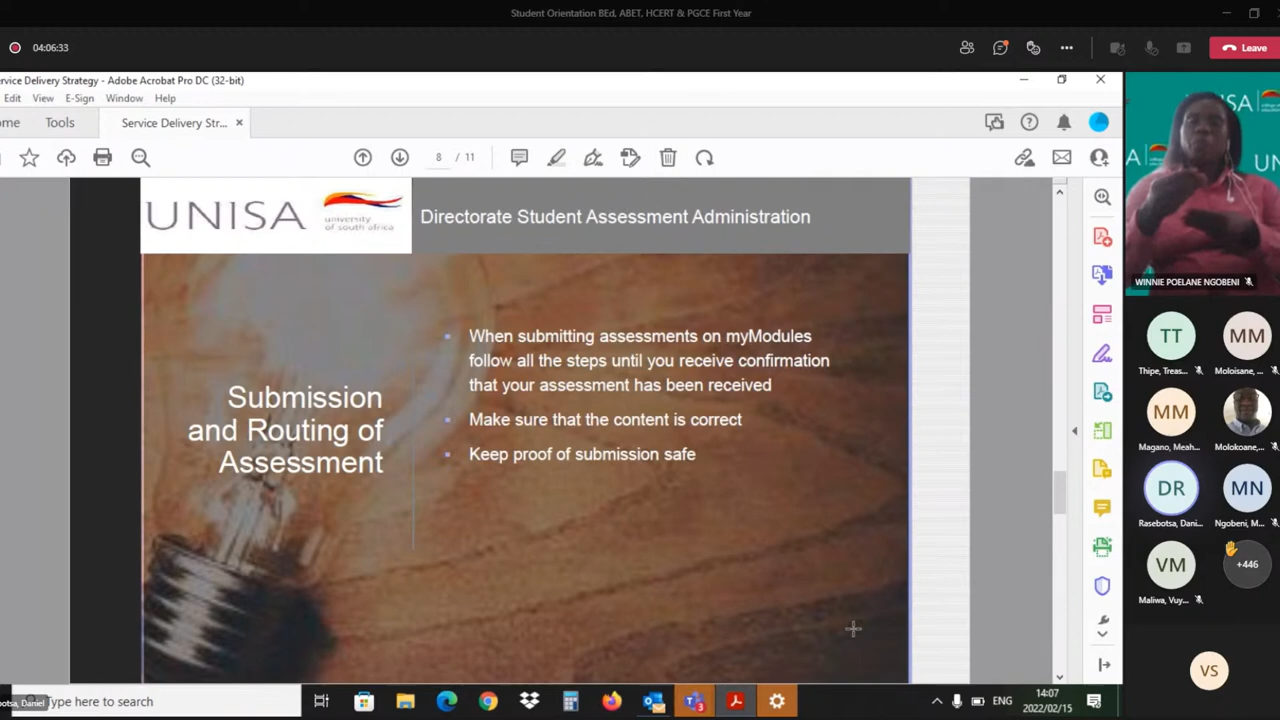 Student Orientation BEd, ABET, HCERT & PGCE First Year
04:06:33
Leave
ervice Delivery Strategy - Adobe Acrobat Pro DC (32-bit)
Edit View E-Sign Window Help
ome Tools Service Delivery Str...
8 / 11
UNISA
university
of south africa
Directorate Student Assessment Administration
Submission
and Routing of
Assessment
When submitting assessments on myModules
follow all the steps until you receive confirmation
that your assessment has been received
Make sure that the content is correct
Keep proof of submission safe
WINNIE POELANE NGOBENI
TT
Thipe, Treas...
MM
Moloisane, ...
MM
Magano, Meah...
Molokoane, ...
DR
Rasebotsa, Dani...
MN
Ngobeni, M...
VM
Maliwa, Vuy...
+446
VS
ebotsa, Daniel
Type here to search
ENG
14:07
2022/02/15